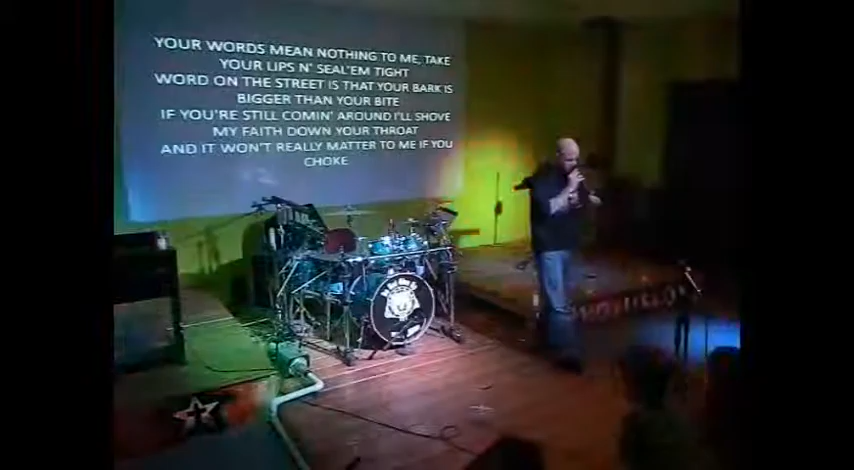 YOUR WORDS MEAN NOTHING TO ME, TAKE
YOUR LIPS N' SEAL'EM TIGHT
WORD ON THE STREET IS THAT YOUR BARK IS
BIGGER THAN YOUR BITE
IF YOU'RE STILL COMIN' AROUND I'LL SHOVE
MY FAITH DOWN YOUR THROAT
AND IT WON'T REALLY MATTER TO ME IF YOU
CHOKE